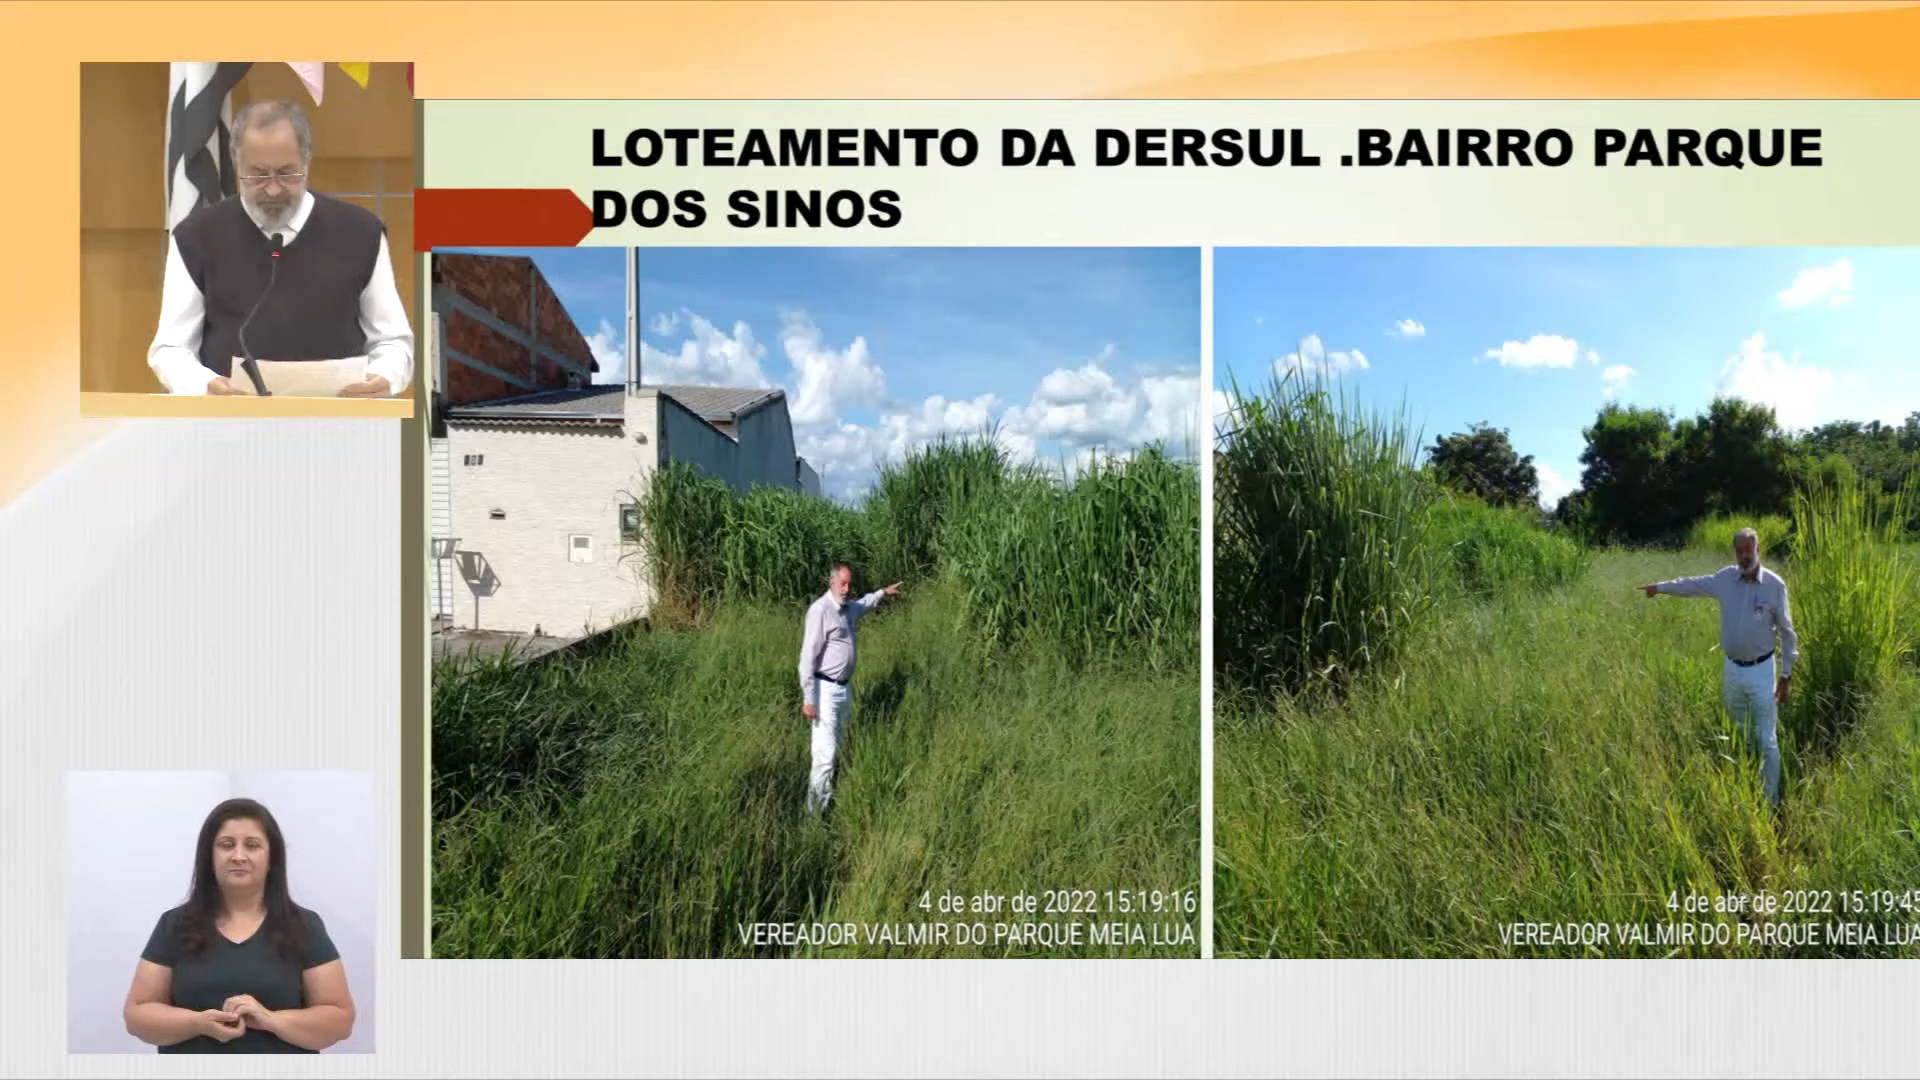 LOTEAMENTO DA DERSUL .BAIRRO PARQUE
DOS SINOS
4 de abr de 2022 15:19:16
VEREADOR VALMIR DO PARQUE MEIA LUA
4 de abr de 2022 15:19:45
VEREADOR VALMIR DO PARQUE MEIA LUA